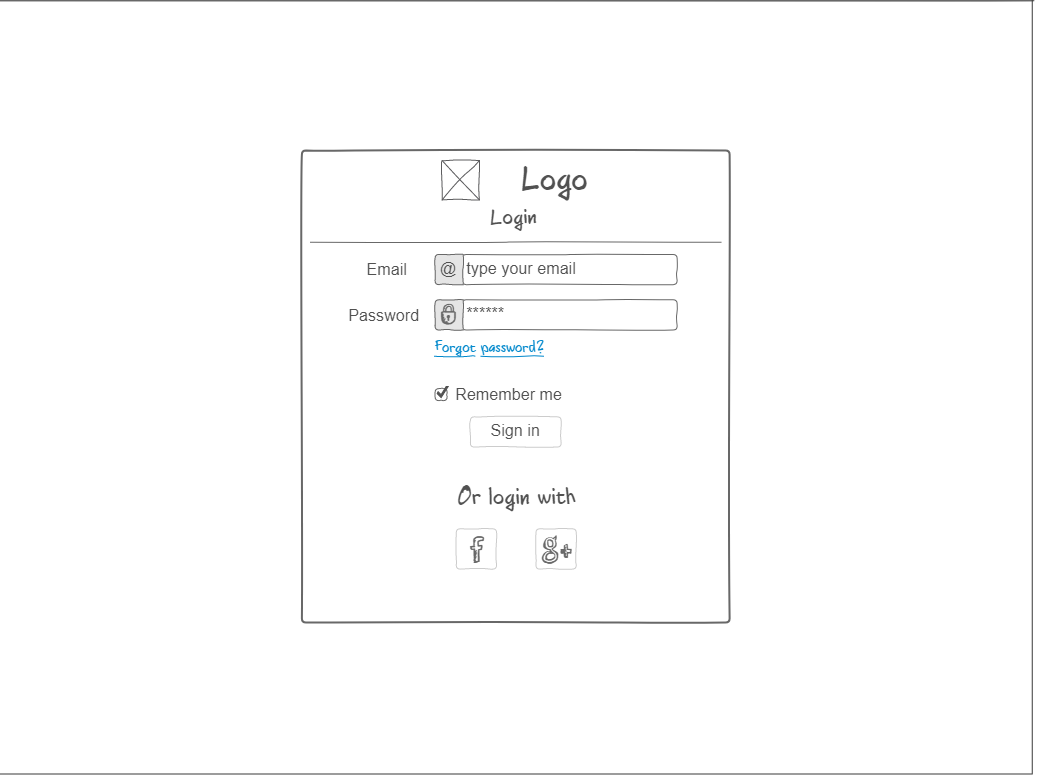 Logo
Login
Email @ type your email
Password ******
Forgot password?
Remember me
Sign in
Or login with
f g+